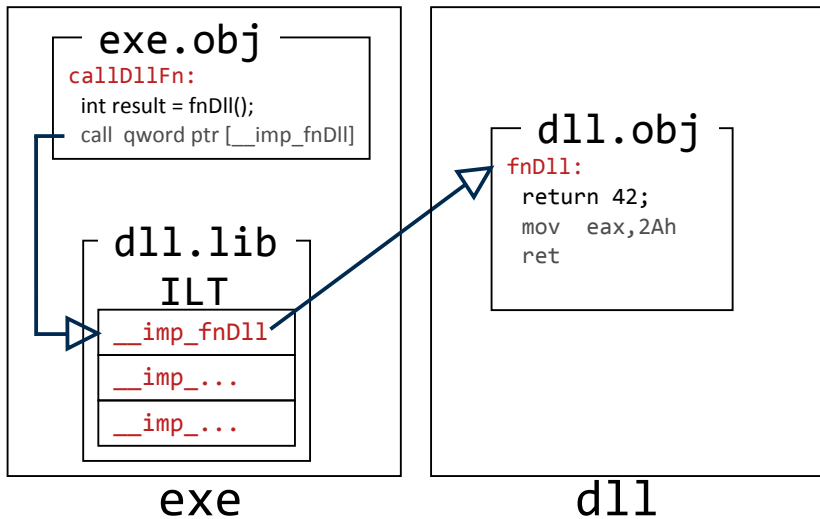 exe.obj
callDllFn:
int result = fnDll();
call qword ptr [__imp_fnDll]
dll.lib
ILT
__imp_fnDll
__imp_...
__imp_...
exe
dll.obj
fnDll:
return 42;
mov eax,2Ah
ret
dll